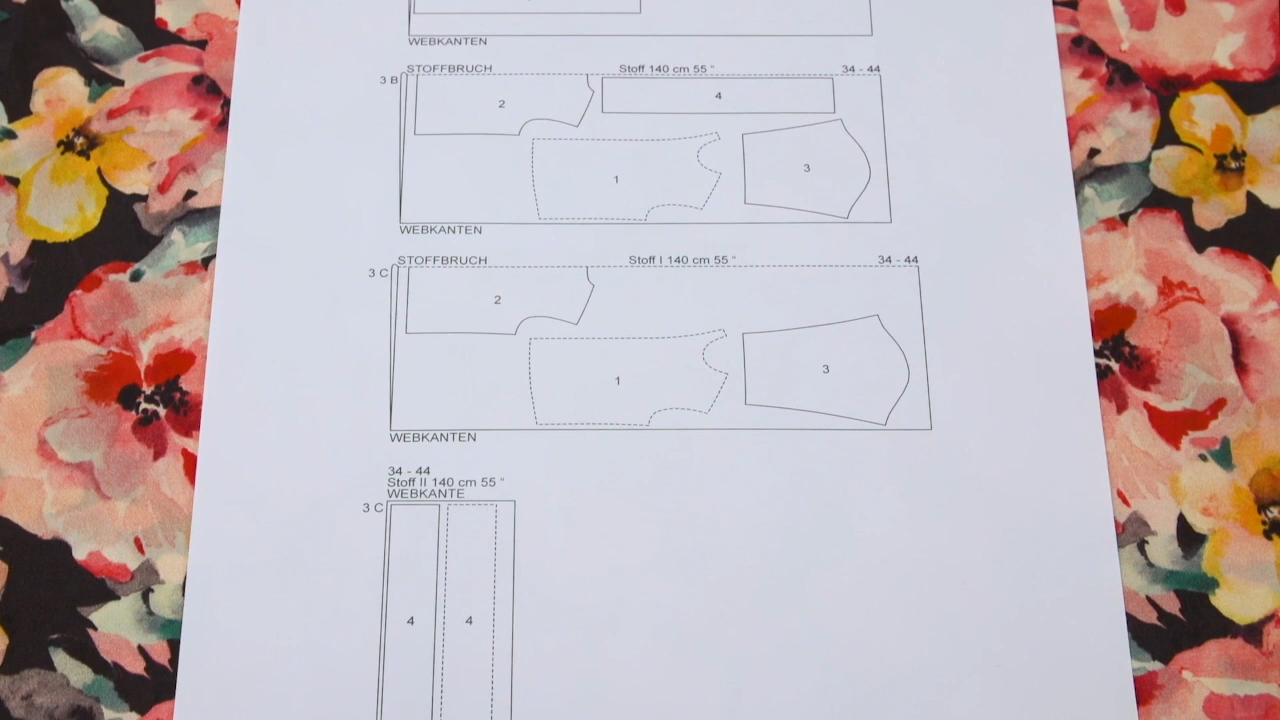 WEBKANTEN
STOFFBRUCH Stoff 140 cm 55 “ 34 - 44
3 B
2 4
1 3
WEBKANTEN
STOFFBRUCH Stoff I 140 cm 55 “ 34 - 44
3 C
2
1 3
WEBKANTEN
34 - 44
Stoff II 140 cm 55 “
WEBKANTE
3 C
4 4